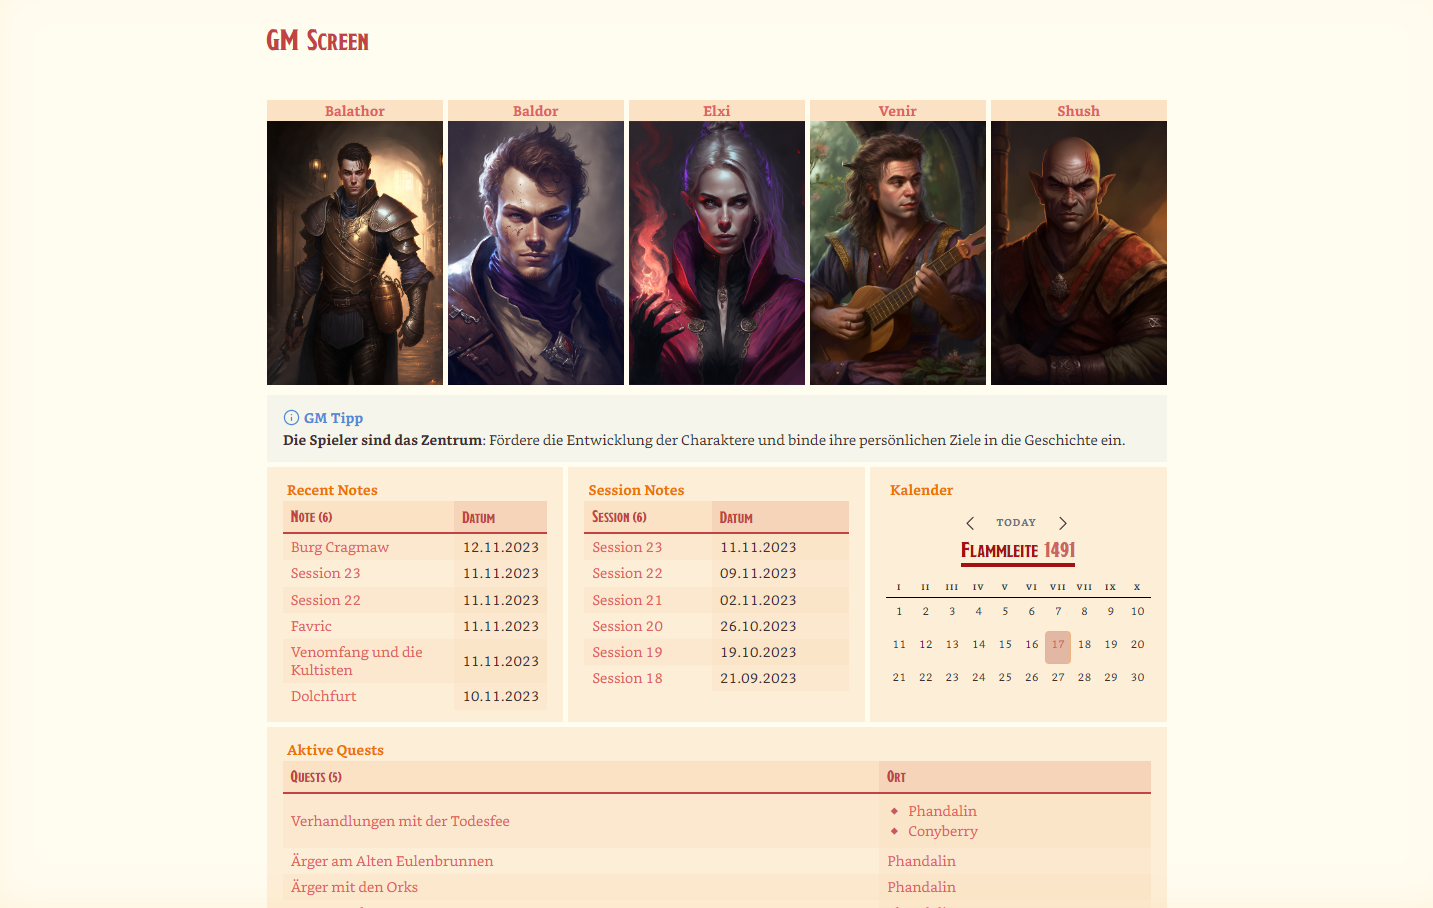 GM Screen
Balathor Baldor Elxi Venir Shush
GM Tipp
Die Spieler sind das Zentrum: Fördere die Entwicklung der Charaktere und binde ihre persönlichen Ziele in die Geschichte ein.
Recent Notes
Note (6) Datum
Burg Cragmaw 12.11.2023
Session 23 11.11.2023
Session 22 11.11.2023
Favric 11.11.2023
Venomfang und die
Kultisten 11.11.2023
Dolchfurt 10.11.2023
Session Notes
Session (6) Datum
Session 23 11.11.2023
Session 22 09.11.2023
Session 21 02.11.2023
Session 20 26.10.2023
Session 19 19.10.2023
Session 18 21.09.2023
Kalender
TODAY
Flammleite 1491
I II III IV V VI VII VII IX X
1 2 3 4 5 6 7 8 9 10
11 12 13 14 15 16 17 18 19 20
21 22 23 24 25 26 27 28 29 30
Aktive Quests
Quests (5) Ort
Verhandlungen mit der Todesfee
Phandalin
Conyberry
Ärger am Alten Eulenbrunnen Phandalin
Ärger mit den Orks Phandalin